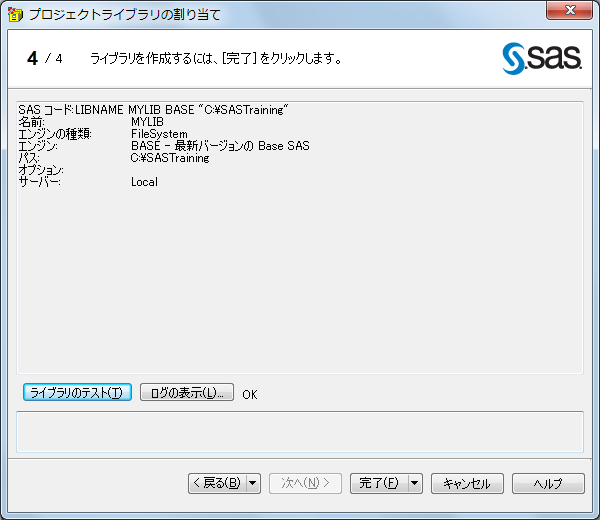 プロジェクトライブラリの割り当て
4 / 4 ライブラリを作成するには、[完了] をクリックします。
sas
SAS コード:LIBNAME MYLIB BASE "C:¥SASTraining"
名前: MYLIB
エンジンの種類: FileSystem
エンジン: BASE - 最新バージョンの Base SAS
パス: C:¥SASTraining
オプション:
サーバー: Local
ライブラリのテスト(T) ログの表示(L)... OK
< 戻る(B) 次へ(N) > 完了(F) キャンセル ヘルプ